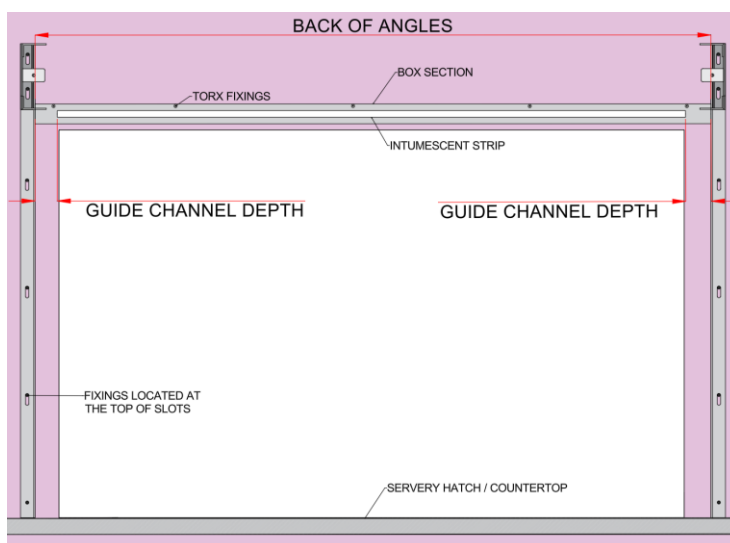 BACK OF ANGLES
BOX SECTION
TORX FIXINGS
INTUMESCENT STRIP
GUIDE CHANNEL DEPTH
GUIDE CHANNEL DEPTH
FIXINGS LOCATED AT
THE TOP OF SLOTS
SERVERY HATCH / COUNTERTOP